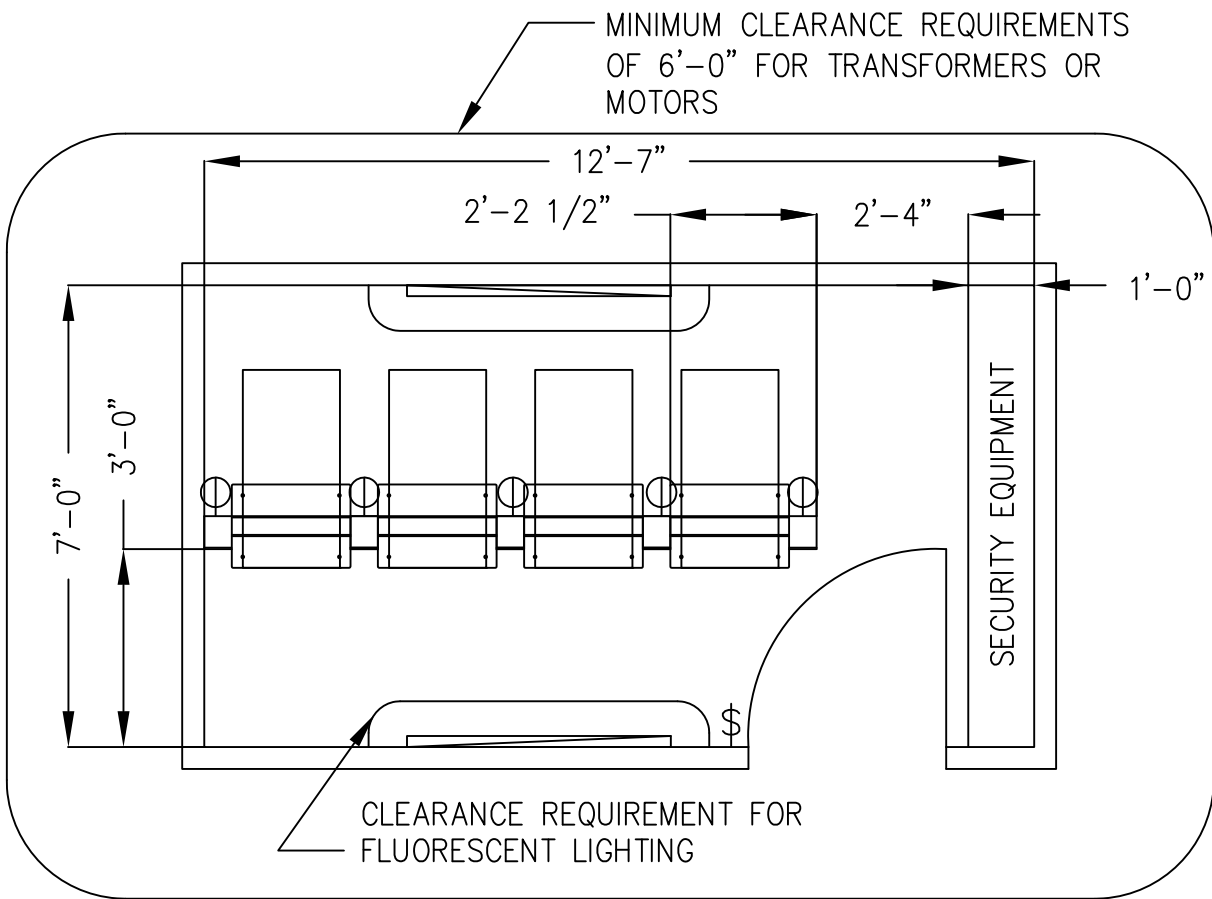 MINIMUM CLEARANCE REQUIREMENTS
OF 6'-0" FOR TRANSFORMERS OR
MOTORS
12'-7"
2'-2 1/2"
2'-4"
1'-0"
3'-0"
7'-0"
SECURITY EQUIPMENT
$
CLEARANCE REQUIREMENT FOR
FLUORESCENT LIGHTING